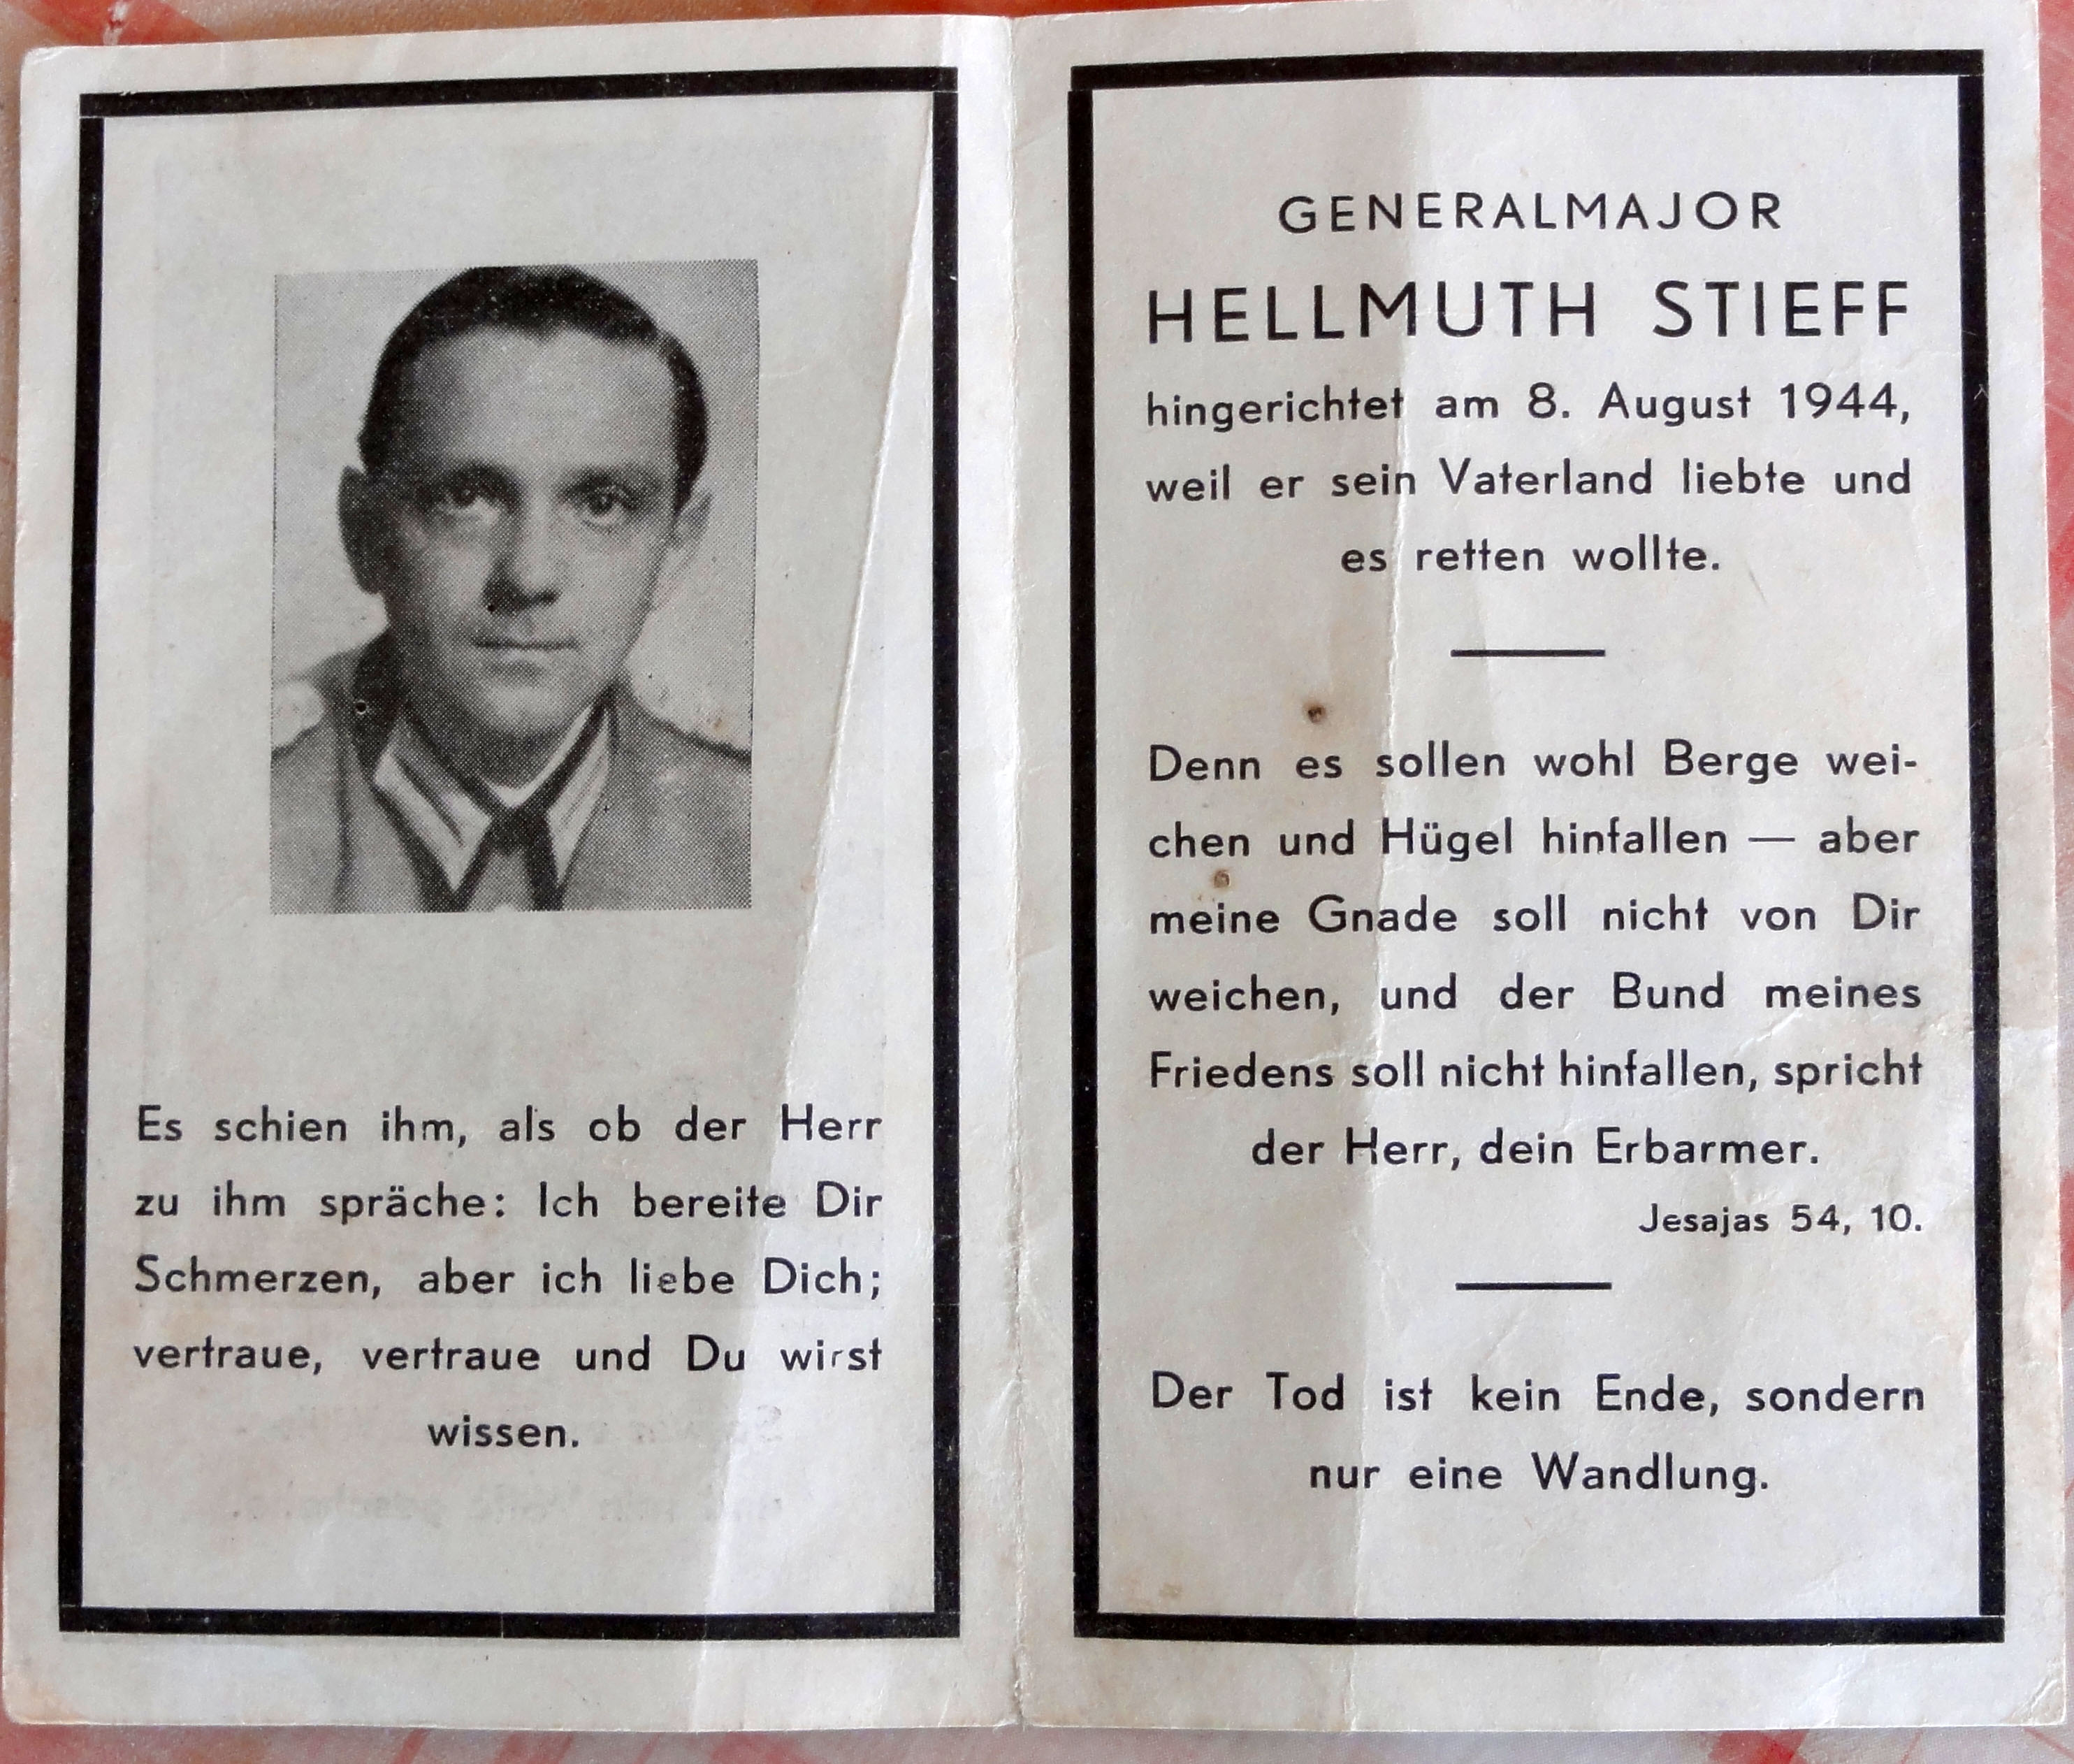 Es schien ihm, als ob der Herr
zu ihm spräche: Ich bereite Dir
Schmerzen, aber ich liebe Dich;
vertraue, vertraue und Du wirst
wissen.
GENERALMAJOR
HELLMUTH STIEFF
hingerichtet am 8. August 1944,
weil er sein Vaterland liebte und
es retten wollte.
Denn es sollen wohl Berge wei-
chen und Hügel hinfallen — aber
meine Gnade soll nicht von Dir
weichen, und der Bund meines
Friedens soll nicht hinfallen, spricht
der Herr, dein Erbarmer.
Jesajas 54, 10.
Der Tod ist kein Ende, sondern
nur eine Wandlung.